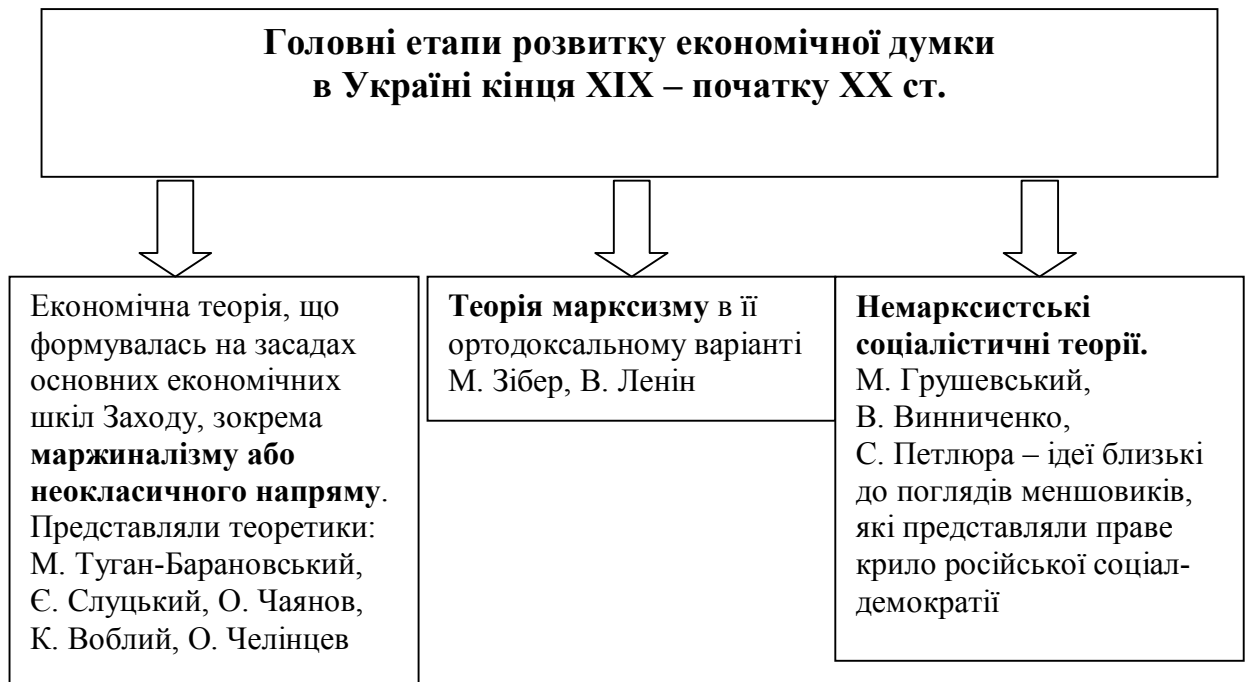 Головні етапи розвитку економічної думки
в Україні кінця XIX – початку XX ст.
Економічна теорія, що
формувалась на засадах
основних економічних
шкіл Заходу, зокрема
маржиналізму або
неокласичного напряму.
Представляли теоретики:
М. Туган-Барановський,
Є. Слуцький, О. Чаянов,
К. Воблий, О. Челінцев
Теорія марксизму в її
ортодоксальному варіанті
М. Зібер, В. Ленін
Немарксистські
соціалістичні теорії.
М. Грушевський,
В. Винниченко,
С. Петлюра – ідеї близькі
до поглядів меншовиків,
які представляли праве
крило російської соціал-
демократії